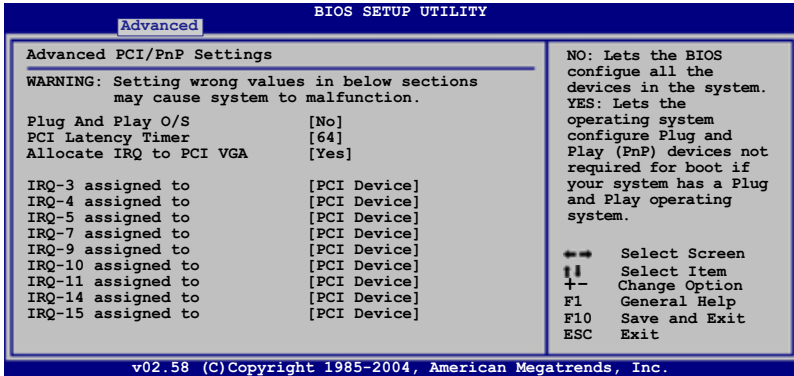 BIOS SETUP UTILITY
Advanced
Advanced PCI/PnP Settings
WARNING: Setting wrong values in below sections
may cause system to malfunction.
Plug And Play O/S [No]
PCI Latency Timer [64]
Allocate IRQ to PCI VGA [Yes]
IRQ-3 assigned to [PCI Device]
IRQ-4 assigned to [PCI Device]
IRQ-5 assigned to [PCI Device]
IRQ-7 assigned to [PCI Device]
IRQ-9 assigned to [PCI Device]
IRQ-10 assigned to [PCI Device]
IRQ-11 assigned to [PCI Device]
IRQ-14 assigned to [PCI Device]
IRQ-15 assigned to [PCI Device]
NO: Lets the BIOS
configue all the
devices in the system.
YES: Lets the
operating system
configure Plug and
Play (PnP) devices not
required for boot if
your system has a Plug
and Play operating
system.
←→ Select Screen
↑↓ Select Item
+- Change Option
F1 General Help
F10 Save and Exit
ESC Exit
v02.58 (C)Copyright 1985-2004, American Megatrends, Inc.